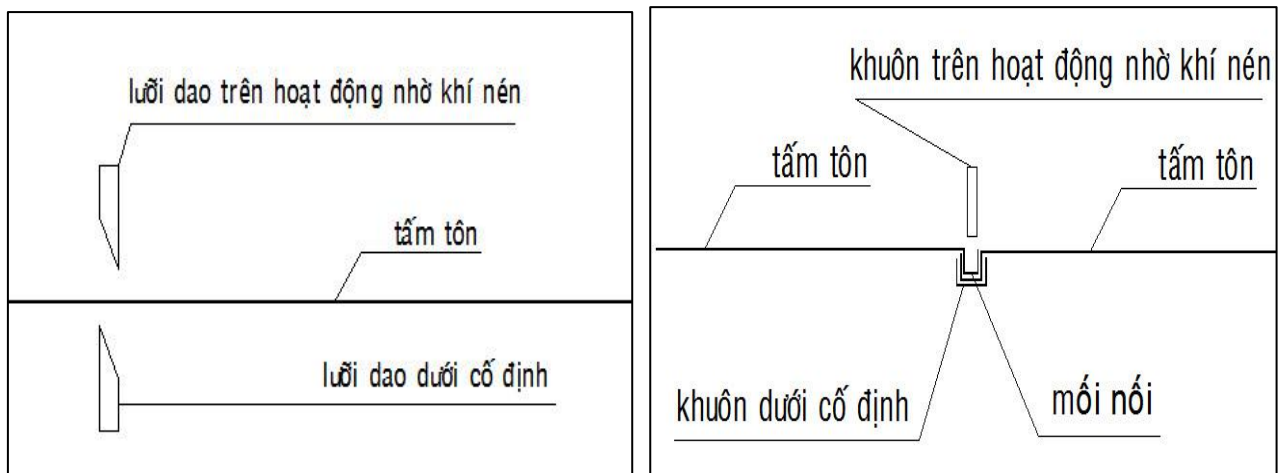 lưỡi dao trên hoạt động nhờ khí nén
tấm tôn
lưỡi dao dưới cố định
khuôn trên hoạt động nhờ khí nén
tấm tôn
tấm tôn
khuôn dưới cố định
mối nối